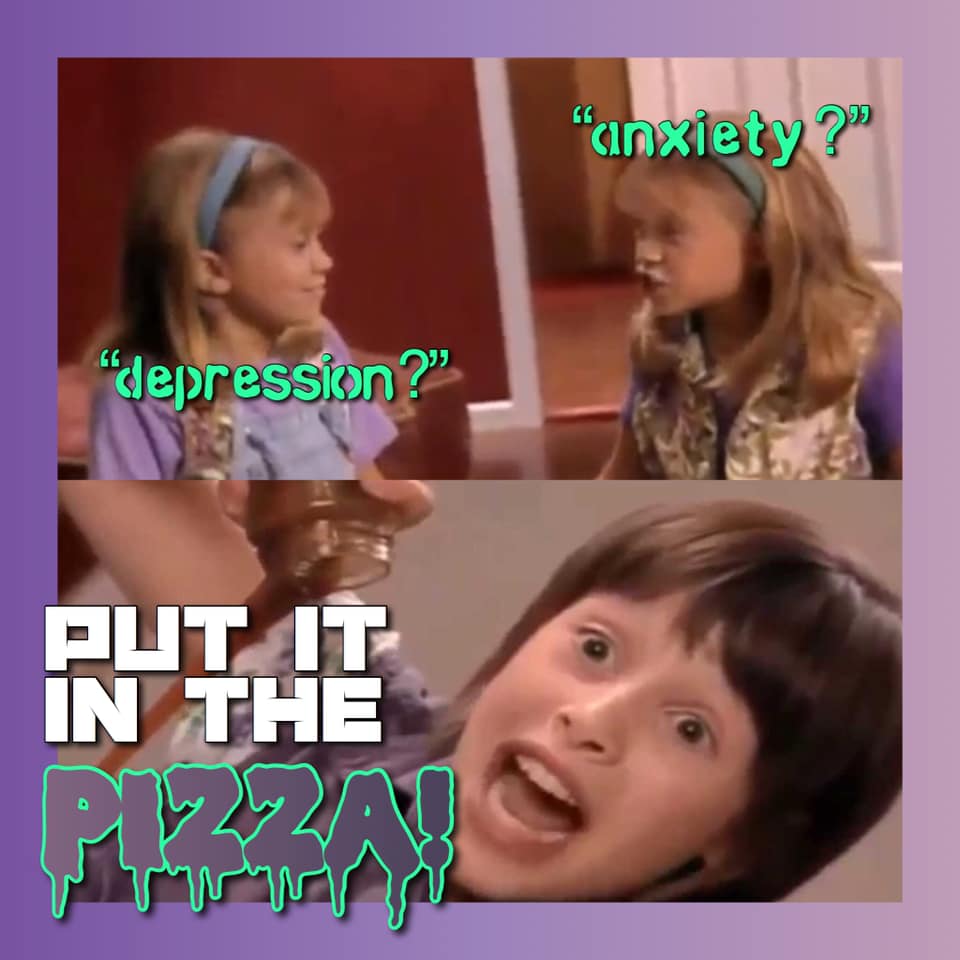 “anxiety?”
“depression?”
PUT IT
IN THE
PIZZA!